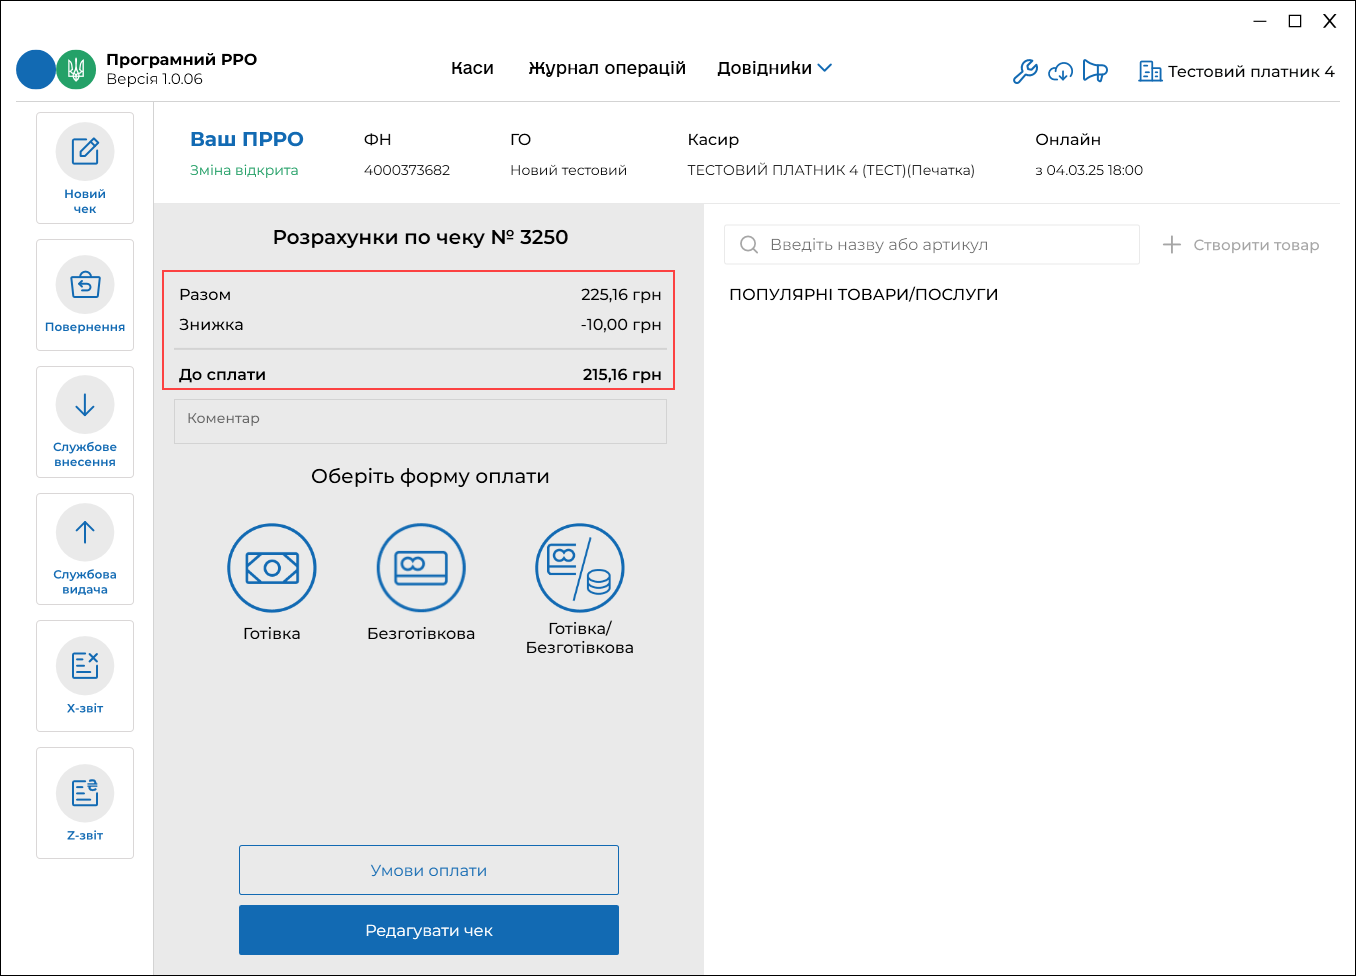 X
Програмний РРО
Версія 1.0.06
Каси
Журнал операцій
Довідники
Тестовий платник 4
Новий
чек
Повернення
Службове
внесення
Службова
видача
Х-звіт
Z-звіт
Ваш ПРРО
Зміна відкрита
ФН
4000373682
ГО
Новий тестовий
Касир
ТЕСТОВИЙ ПЛАТНИК 4 (ТЕСТ)(Печатка)
Онлайн
з 04.03.25 18:00
Розрахунки по чеку № 3250
Разом 225,16 грн
Знижка -10,00 грн
До сплати 215,16 грн
Коментар
Оберіть форму оплати
Готівка
Безготівкова
Готівка/
Безготівкова
Умови оплати
Редагувати чек
Введіть назву або артикул
Створити товар
ПОПУЛЯРНІ ТОВАРИ/ПОСЛУГИ